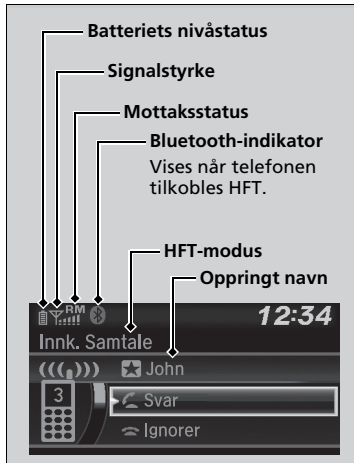 Batteriets nivåstatus
Signalstyrke
Mottaksstatus
Bluetooth-indikator
Vises når telefonen
tilkobles HFT.
HFT-modus
Oppringt navn
RM
12:34
Innk. Samtale
John
3
Svar
Ignorer